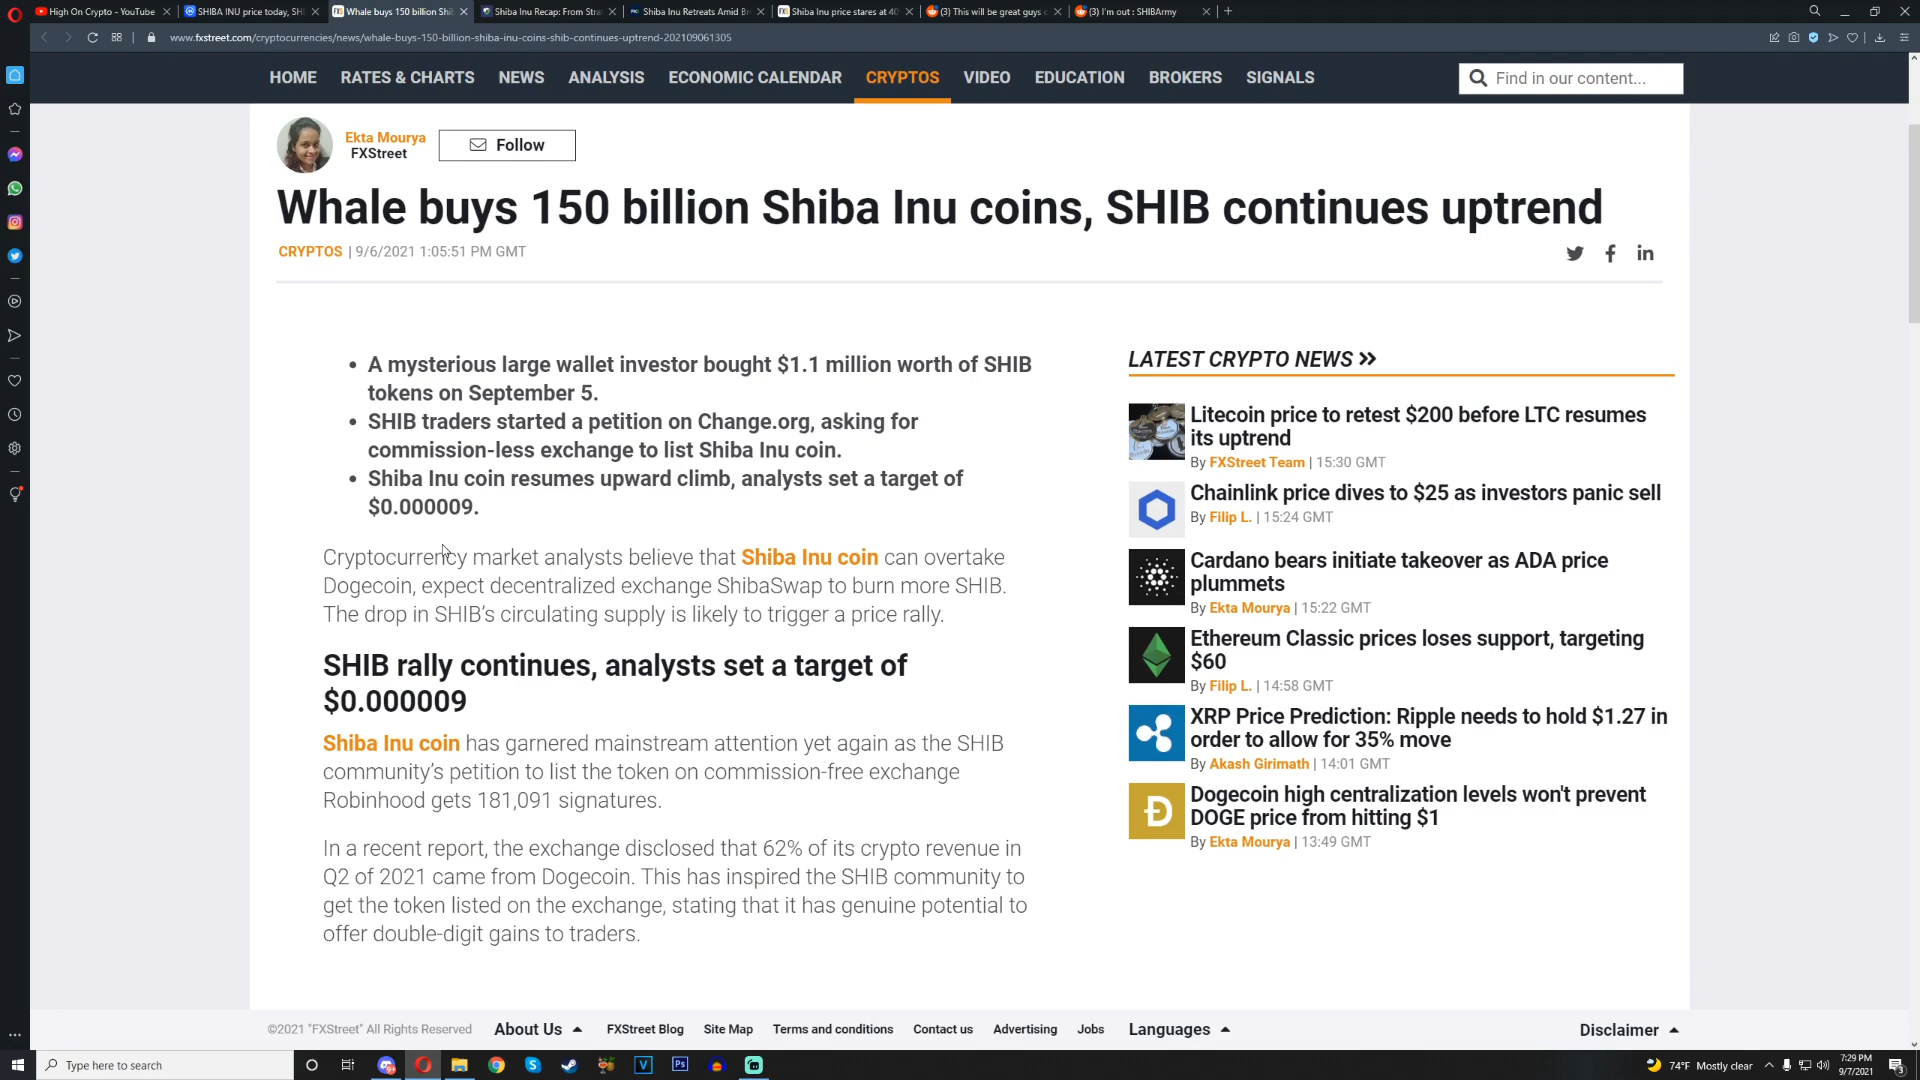 High On Crypto - YouTube
SHIBA INU price today, SH
Whale buys 150 billion Shi
Shiba Inu Recap: From Stra
Shiba Inu Retreats Amid Br
Shiba Inu price stares at 40
(3) This will be great guys
(3) I'm out : SHIBArmy
www.fxstreet.com/cryptocurrencies/news/whale-buys-150-billion-shiba-inu-coins-shib-continues-uptrend-202109061305
HOME RATES & CHARTS NEWS ANALYSIS ECONOMIC CALENDAR CRYPTOS VIDEO EDUCATION BROKERS SIGNALS
Find in our content...
Ekta Mourya
FXStreet
Follow
Whale buys 150 billion Shiba Inu coins, SHIB continues uptrend
CRYPTOS | 9/6/2021 1:05:51 PM GMT
• A mysterious large wallet investor bought $1.1 million worth of SHIB
tokens on September 5.
• SHIB traders started a petition on Change.org, asking for
commission-less exchange to list Shiba Inu coin.
• Shiba Inu coin resumes upward climb, analysts set a target of
$0.000009.
Cryptocurrency market analysts believe that Shiba Inu coin can overtake
Dogecoin, expect decentralized exchange ShibaSwap to burn more SHIB.
The drop in SHIB's circulating supply is likely to trigger a price rally.
SHIB rally continues, analysts set a target of
$0.000009
Shiba Inu coin has garnered mainstream attention yet again as the SHIB
community's petition to list the token on commission-free exchange
Robinhood gets 181,091 signatures.
In a recent report, the exchange disclosed that 62% of its crypto revenue in
Q2 of 2021 came from Dogecoin. This has inspired the SHIB community to
get the token listed on the exchange, stating that it has genuine potential to
offer double-digit gains to traders.
LATEST CRYPTO NEWS
Litecoin price to retest $200 before LTC resumes
its uptrend
By FXStreet Team | 15:30 GMT
Chainlink price dives to $25 as investors panic sell
By Filip L. | 15:24 GMT
Cardano bears initiate takeover as ADA price
plummets
By Ekta Mourya | 15:22 GMT
Ethereum Classic prices loses support, targeting
$60
By Filip L. | 14:58 GMT
XRP Price Prediction: Ripple needs to hold $1.27 in
order to allow for 35% move
By Akash Girimath | 14:01 GMT
Dogecoin high centralization levels won't prevent
DOGE price from hitting $1
By Ekta Mourya | 13:49 GMT
©2021 "FXStreet" All Rights Reserved About Us FXStreet Blog Site Map Terms and conditions Contact us Advertising Jobs Languages Disclaimer
Type here to search
74°F Mostly clear
7:29 PM
9/7/2021